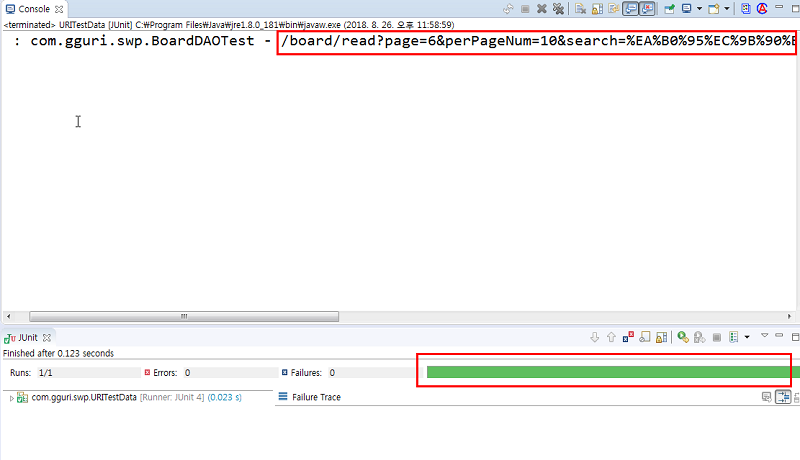 Console
<terminated> URITestData [JUnit] C:\Program Files\Java\jre1.8.0_181\bin\javaw.exe (2018. 8. 26. 오후 11:58:59)
: com.gguri.swp.BoardDAOTest - /board/read?page=6&perPageNum=10&search=%EA%B0%95%EC%9B%90%E
JUnit
Finished after 0.123 seconds
Runs: 1/1 Errors: 0 Failures: 0
com.gguri.swp.URITestData [Runner: JUnit 4] (0.023 s) Failure Trace